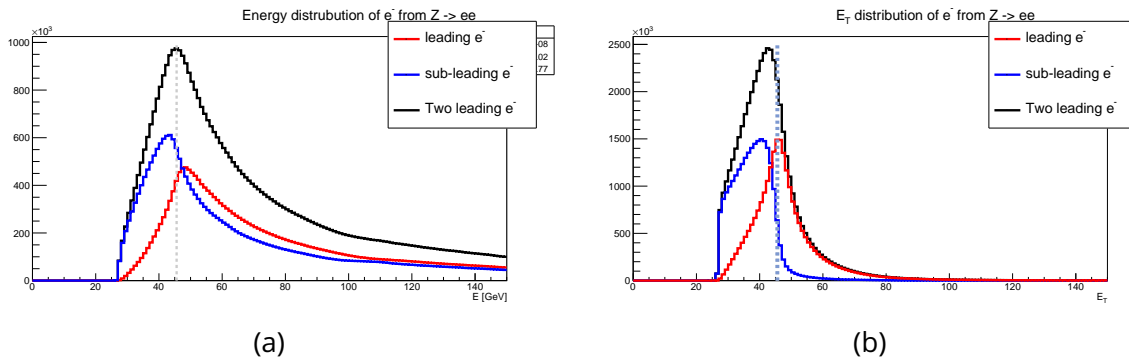 Energy distrubution of e⁻ from Z -> ee
×10³
1000
800
600
400
200
0
0 20 40 60 80 100 120 140
E [GeV]
leading e⁻
sub-leading e⁻
Two leading e⁻
08
02
77
(a)
E_T distribution of e⁻ from Z -> ee
×10³
2500
2000
1500
1000
500
0
0 20 40 60 80 100 120 140
E_T
leading e⁻
sub-leading e⁻
Two leading e⁻
(b)